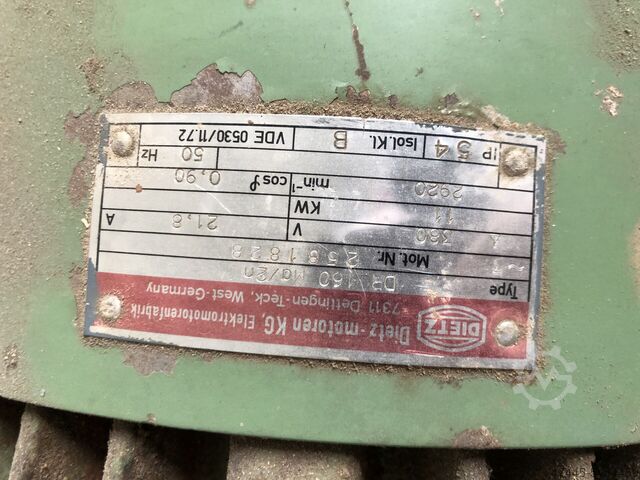 DIETZ
Dietz-motoren KG, Elektromotorenfabrik
7311 Dettingen-Teck, West-Germany
Type DR 160
Mot. Nr.
380 V 21,8 A
11 KW
2920 min-1 cosφ 0,90
IP 54 Isol.Kl. B VDE 0530/11.72 50 Hz